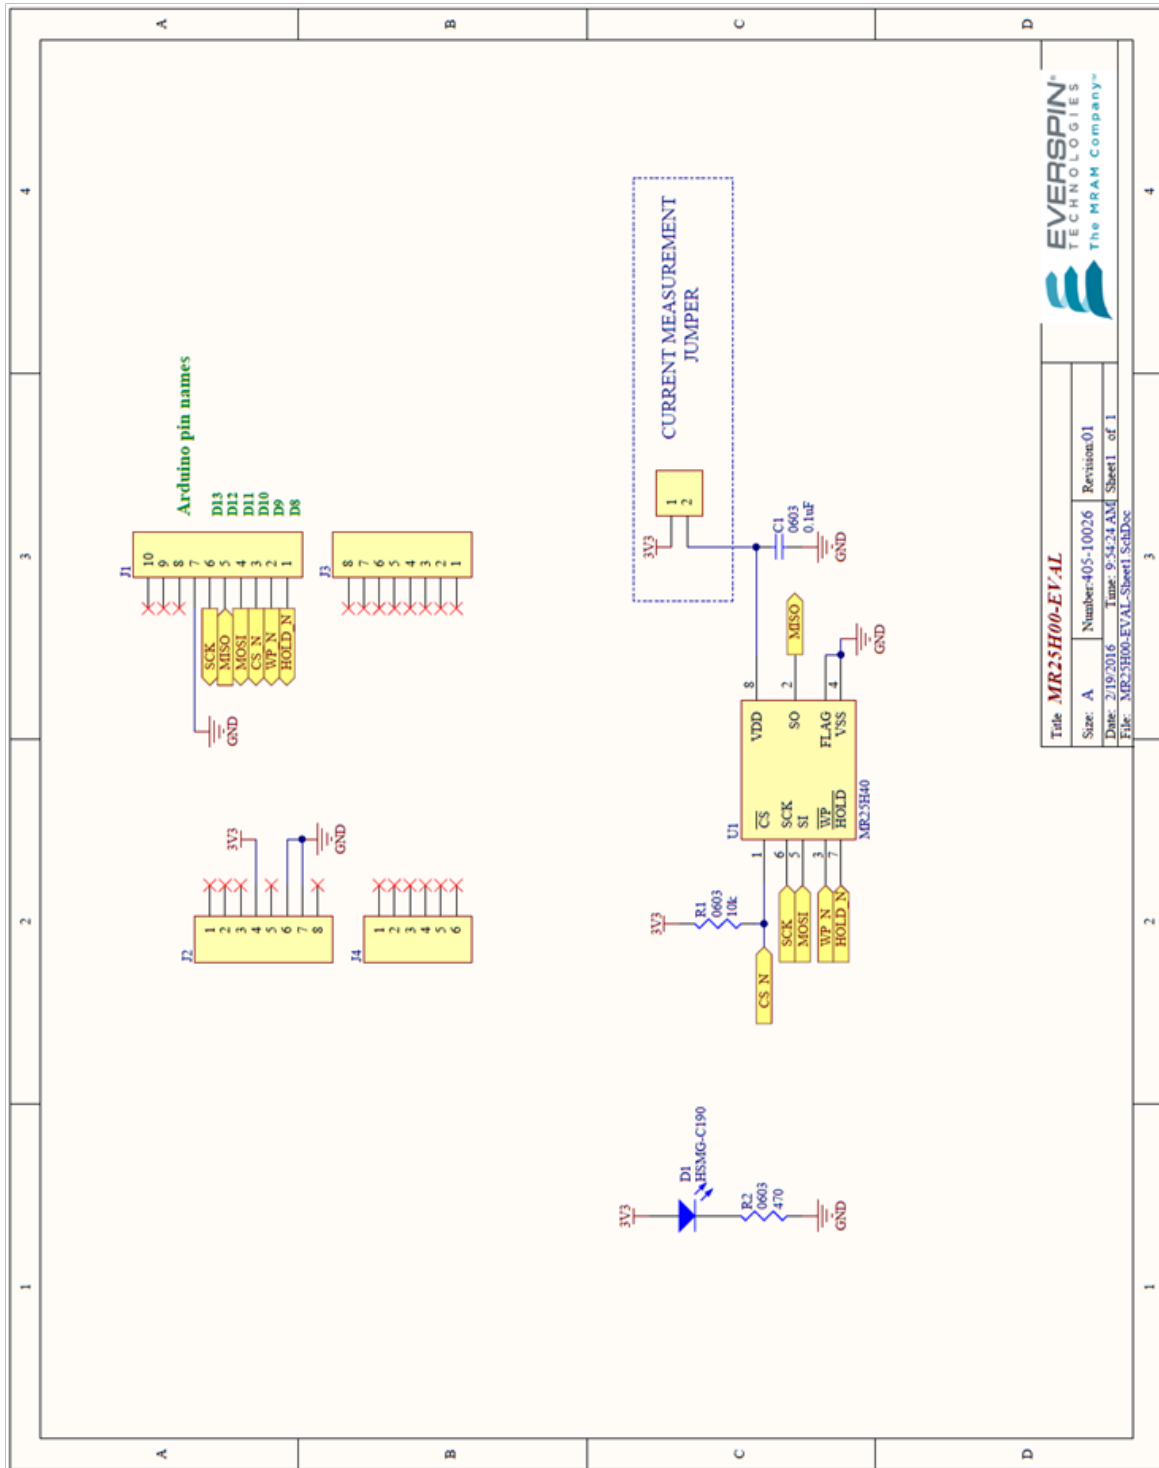 1
2
3
4
A
B
C
D
J2
1
2
3
4
5
6
7
8
3V3
GND
J1
10
9
8
7
6
5
4
3
2
1
SCK
MISO
MOSI
CS_N
WP_N
HOLD_N
GND
Arduino pin names
D13
D12
D11
D10
D9
D8
J4
1
2
3
4
5
6
J3
8
7
6
5
4
3
2
1
3V3
D1
HSMG-C190
R2
0603
470
GND
3V3
R1
0603
10k
CS_N
SCK
MOSI
WP_N
HOLD_N
U1
1
6
5
3
7
CS
SCK
SI
WP
HOLD
VDD
SO
FLAG
VSS
8
2
4
MR25H40
MISO
GND
3V3
1
2
C1
0603
0.1uF
GND
CURRENT MEASUREMENT
JUMPER
Title MR25H00-EVAL
Size: A Number:405-10026 Revision:01
Date: 2/19/2016 Time: 9:54:24 AM Sheet1 of 1
File: MR25H00-EVAL-Sheet1.SchDoc
EVERSPIN®
TECHNOLOGIES
The MRAM Company™
A
B
C
D
1
2
3
4